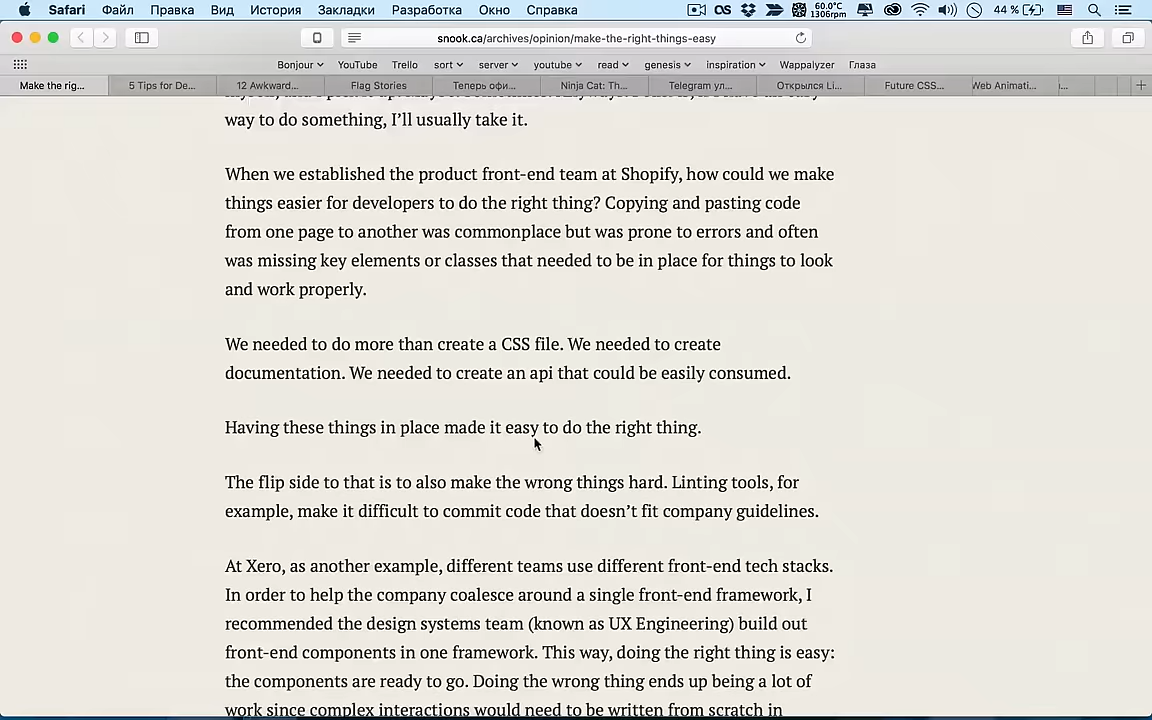 Safari Файл Правка Вид История Закладки Разработка Окно Справка OS 60.0°C 1306rpm 44 %
snook.ca/archives/opinion/make-the-right-things-easy
Bonjour YouTube Trello sort server youtube read genesis inspiration Wappalyzer Глаза
Make the rig... 5 Tips for De... 12 Awkward... Flag Stories Теперь офи... Ninja Cat: Th... Telegram ул... Открылся Li... Future CSS... Web Animati...
way to do something, I’ll usually take it.
When we established the product front-end team at Shopify, how could we make
things easier for developers to do the right thing? Copying and pasting code
from one page to another was commonplace but was prone to errors and often
was missing key elements or classes that needed to be in place for things to look
and work properly.
We needed to do more than create a CSS file. We needed to create
documentation. We needed to create an api that could be easily consumed.
Having these things in place made it easy to do the right thing.
The flip side to that is to also make the wrong things hard. Linting tools, for
example, make it difficult to commit code that doesn’t fit company guidelines.
At Xero, as another example, different teams use different front-end tech stacks.
In order to help the company coalesce around a single front-end framework, I
recommended the design systems team (known as UX Engineering) build out
front-end components in one framework. This way, doing the right thing is easy:
the components are ready to go. Doing the wrong thing ends up being a lot of
work since complex interactions would need to be written from scratch in